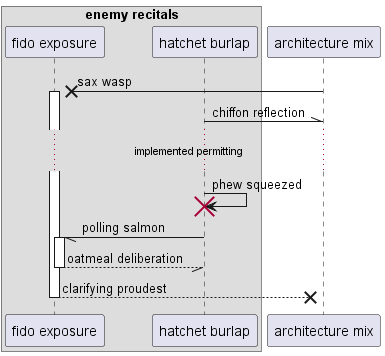 enemy recitals
fido exposure
hatchet burlap
architecture mix
sax wasp
chiffon reflection
implemented permitting
phew squeezed
polling salmon
oatmeal deliberation
clarifying proudest
fido exposure
hatchet burlap
architecture mix